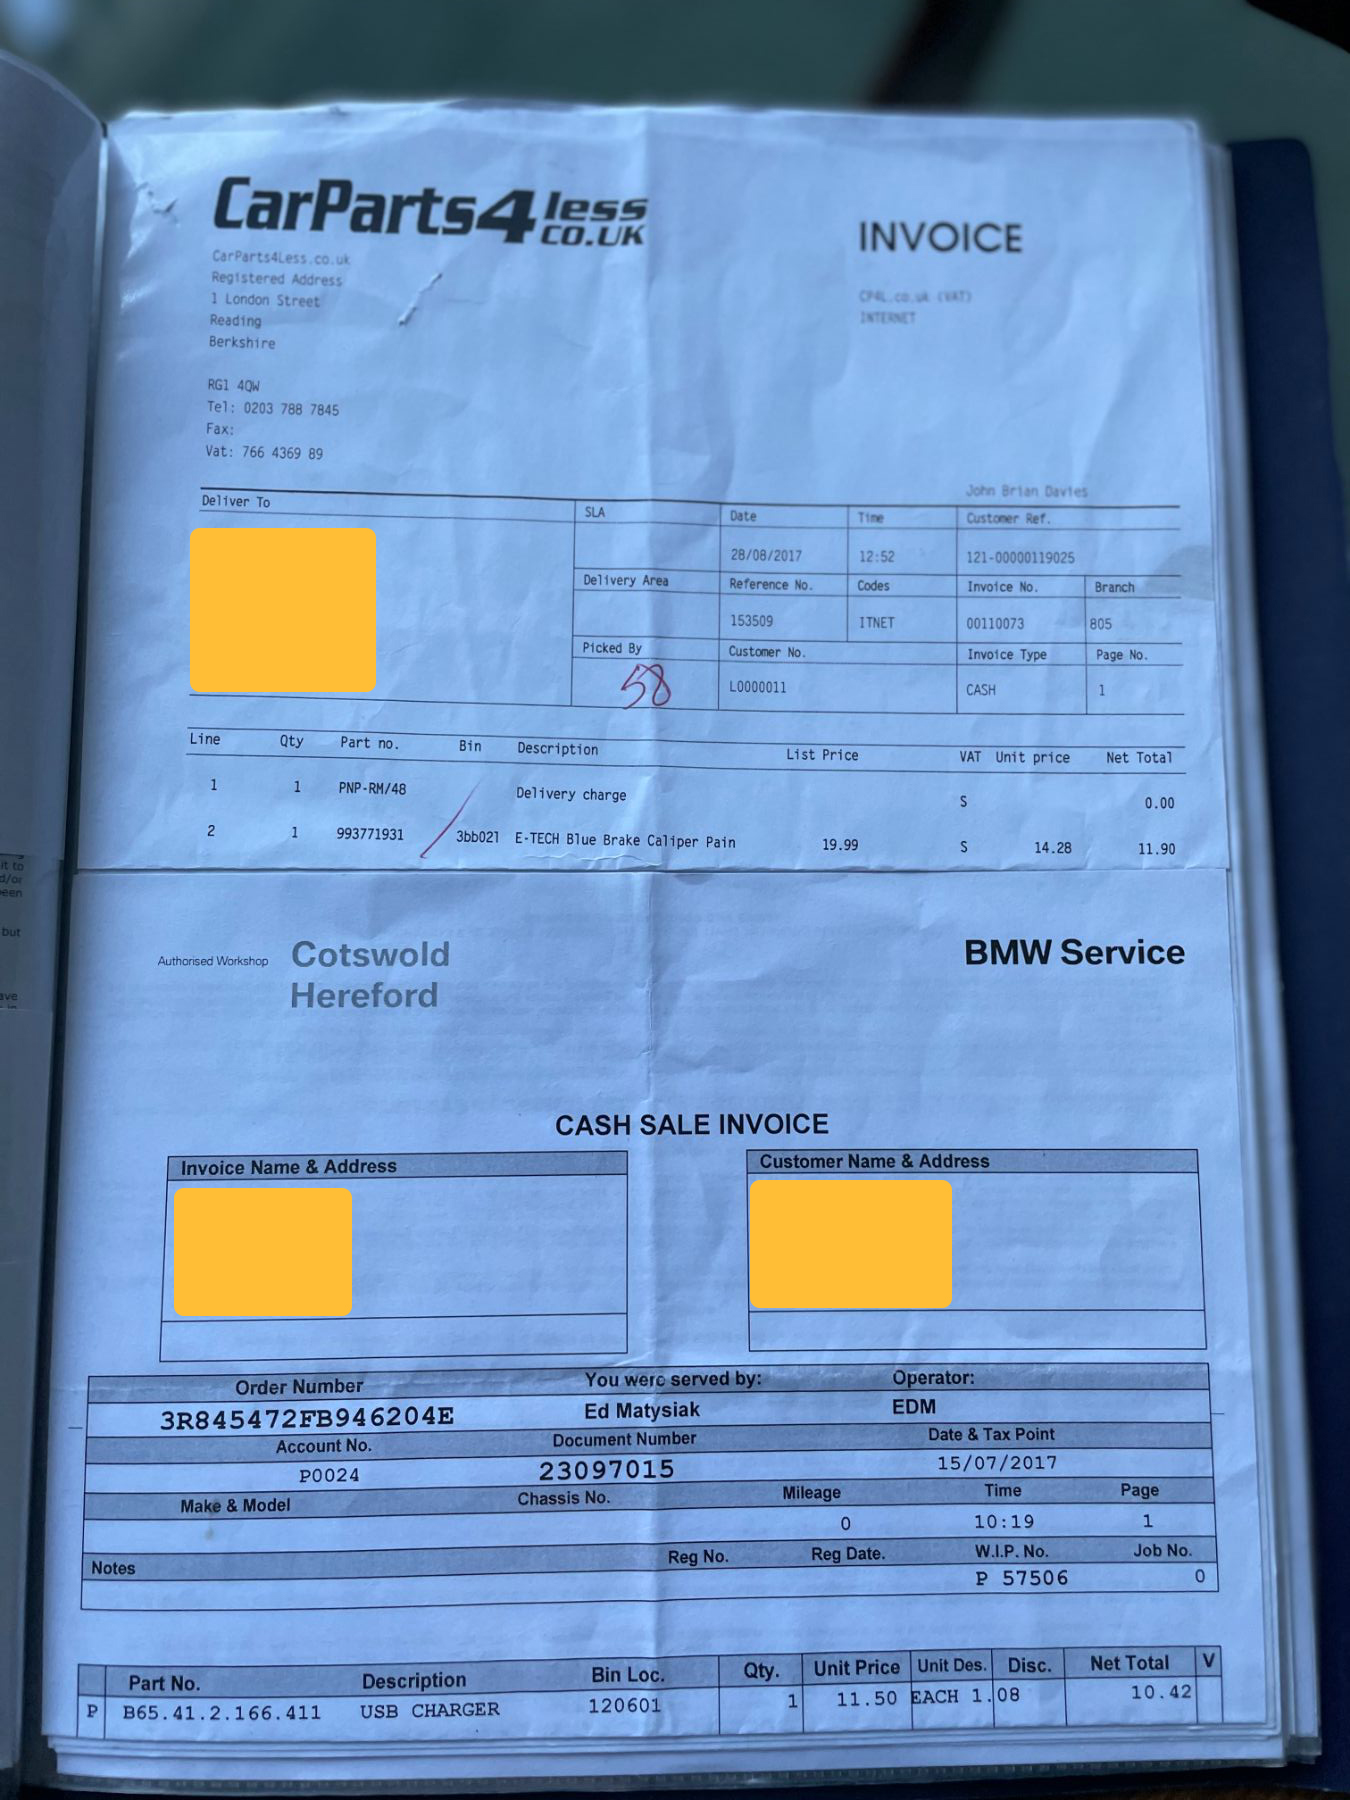 CarParts4less CO.UK
INVOICE
CarParts4Less.co.uk
Registered Address
1 London Street
Reading
Berkshire
RG1 4QW
Tel: 0203 788 7845
Fax:
Vat: 766 4369 89
CP4L.co.uk (VAT)
INTERNET
John Brian Davies
Deliver To
SLA Date Time Customer Ref.
28/08/2017 12:52 121-00000119025
Delivery Area Reference No. Codes Invoice No. Branch
153509 ITNET 00110073 805
Picked By Customer No. Invoice Type Page No.
58 L0000011 CASH 1
Line Qty Part no. Bin Description List Price VAT Unit price Net Total
1 1 PNP-RM/48 Delivery charge S 0.00
2 1 993771931 3bb021 E-TECH Blue Brake Caliper Pain 19.99 S 14.28 11.90
Authorised Workshop Cotswold
Hereford
BMW Service
CASH SALE INVOICE
Invoice Name & Address
Customer Name & Address
Order Number You were served by: Operator:
3R845472FB946204E Ed Matysiak EDM
Account No. Document Number Date & Tax Point
P0024 23097015 15/07/2017
Make & Model Chassis No. Mileage Time Page
0 10:19 1
Notes Reg No. Reg Date. W.I.P. No. Job No.
P 57506 0
Part No. Description Bin Loc. Qty. Unit Price Unit Des. Disc. Net Total V
P B65.41.2.166.411 USB CHARGER 120601 1 11.50 EACH 1.08 10.42